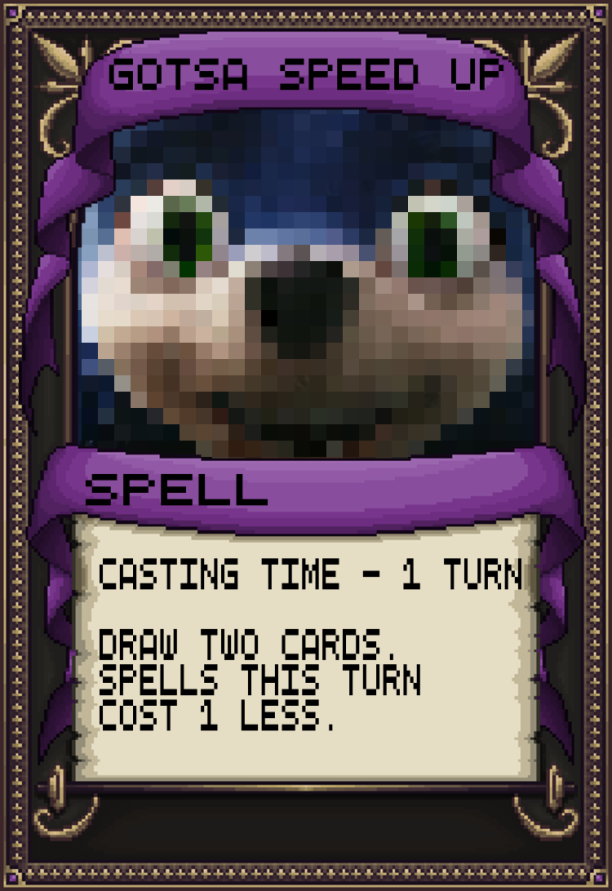 GOTSA SPEED UP
SPELL
CASTING TIME - 1 TURN
DRAW TWO CARDS.
SPELLS THIS TURN
COST 1 LESS.